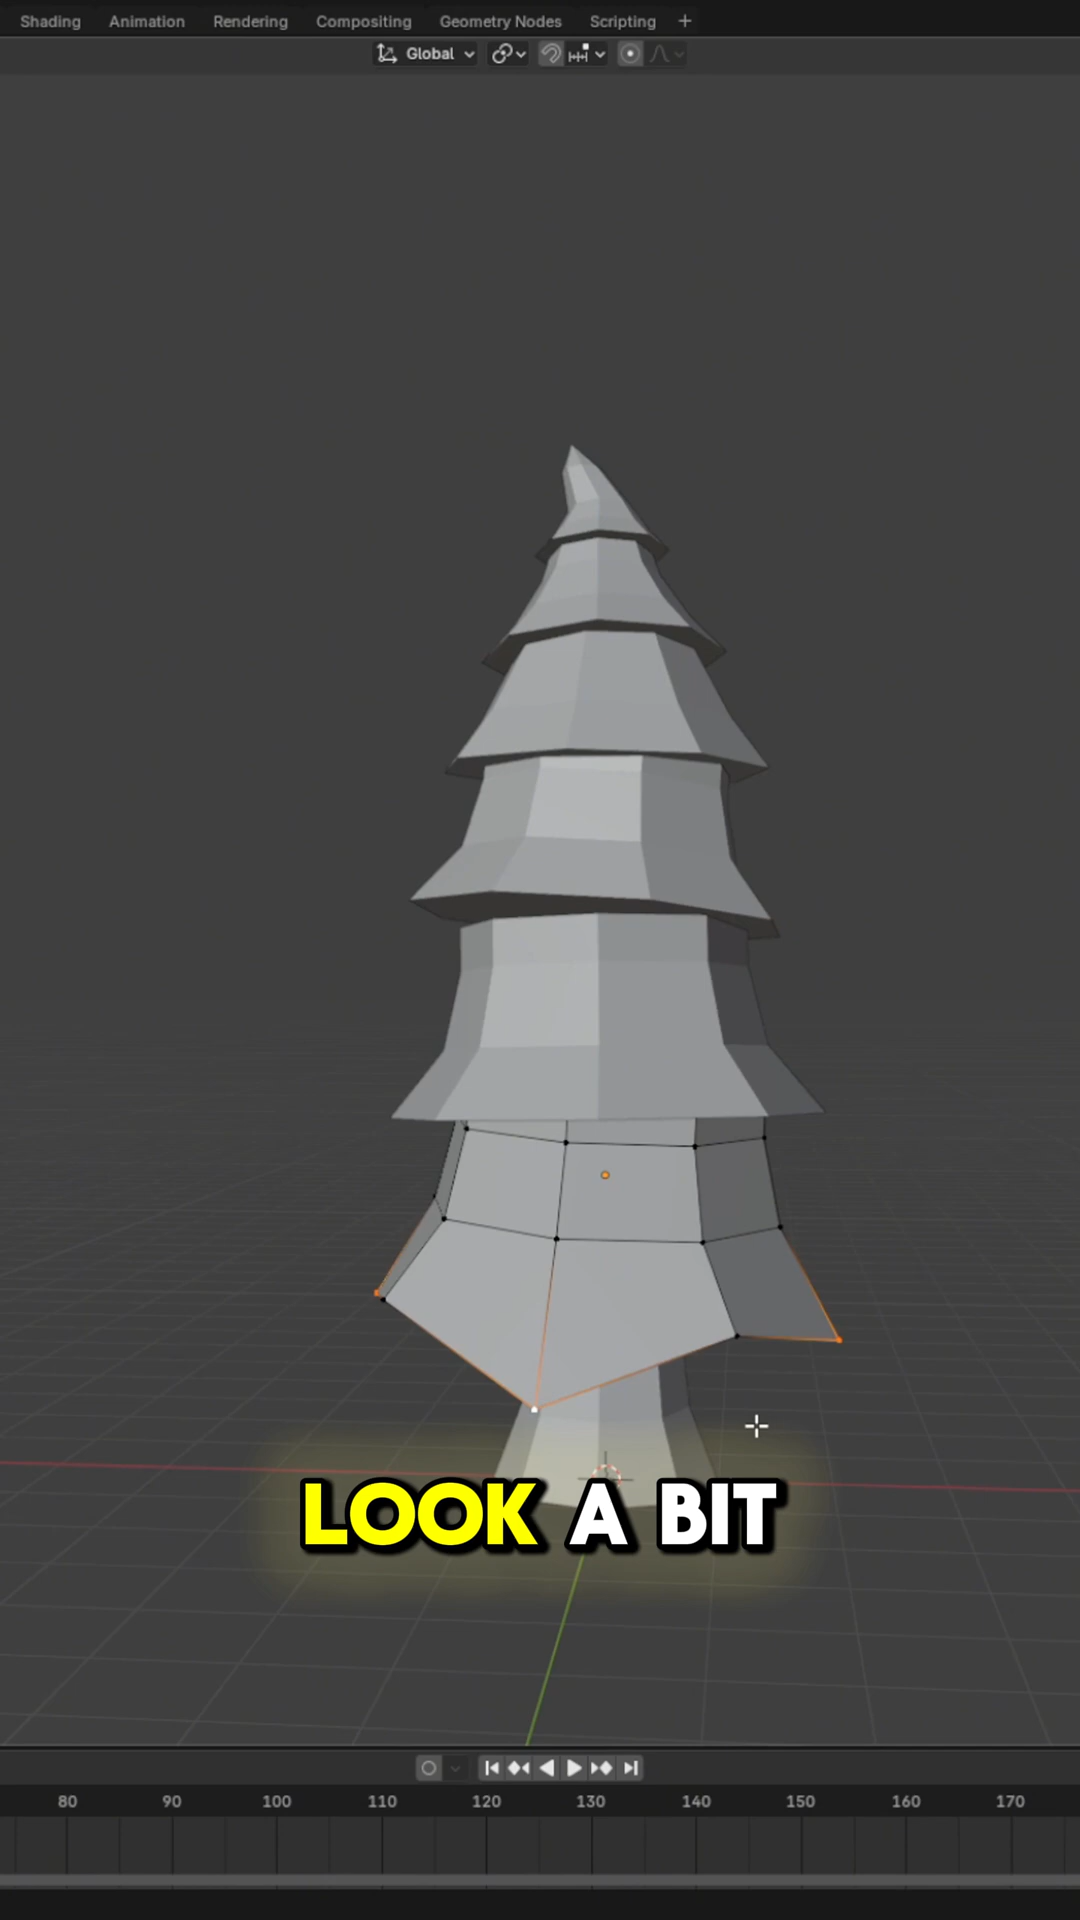 Shading Animation Rendering Compositing Geometry Nodes Scripting +
Global
LOOK A BIT
80 90 100 110 120 130 140 150 160 170